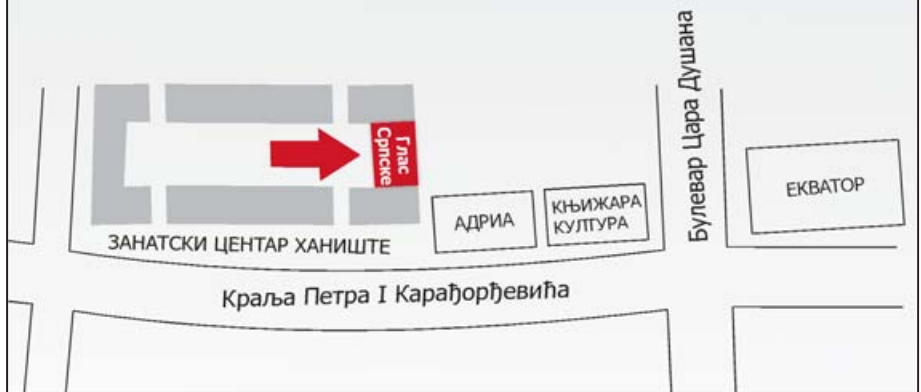 Глас
Српске
Булевар Цара Душана
ЕКВАТОР
АДРИА
КЊИЖАРА
КУЛТУРА
ЗАНАТСКИ ЦЕНТАР ХАНИШТЕ
Краља Петра I Карађорђевића